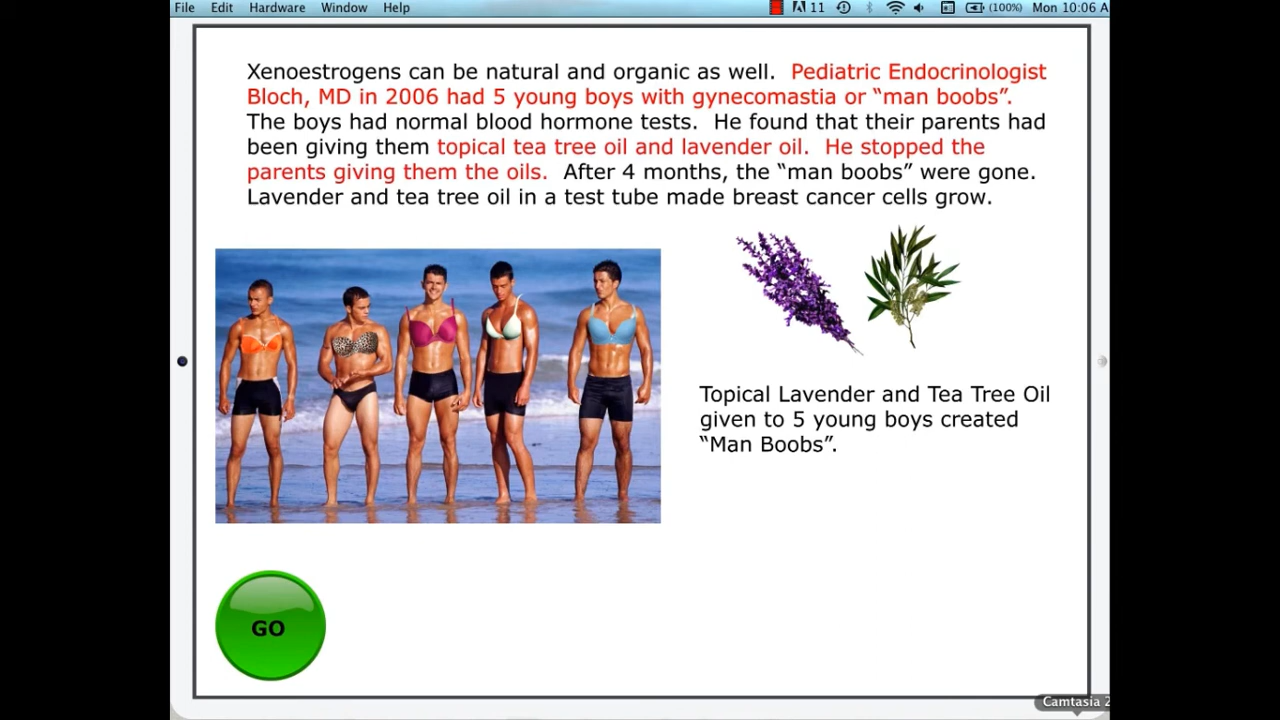 File Edit Hardware Window Help
11 (100%) Mon 10:06 A
Xenoestrogens can be natural and organic as well. Pediatric Endocrinologist
Bloch, MD in 2006 had 5 young boys with gynecomastia or “man boobs”.
The boys had normal blood hormone tests. He found that their parents had
been giving them topical tea tree oil and lavender oil. He stopped the
parents giving them the oils. After 4 months, the “man boobs” were gone.
Lavender and tea tree oil in a test tube made breast cancer cells grow.
Topical Lavender and Tea Tree Oil
given to 5 young boys created
“Man Boobs”.
GO
Camtasia 2